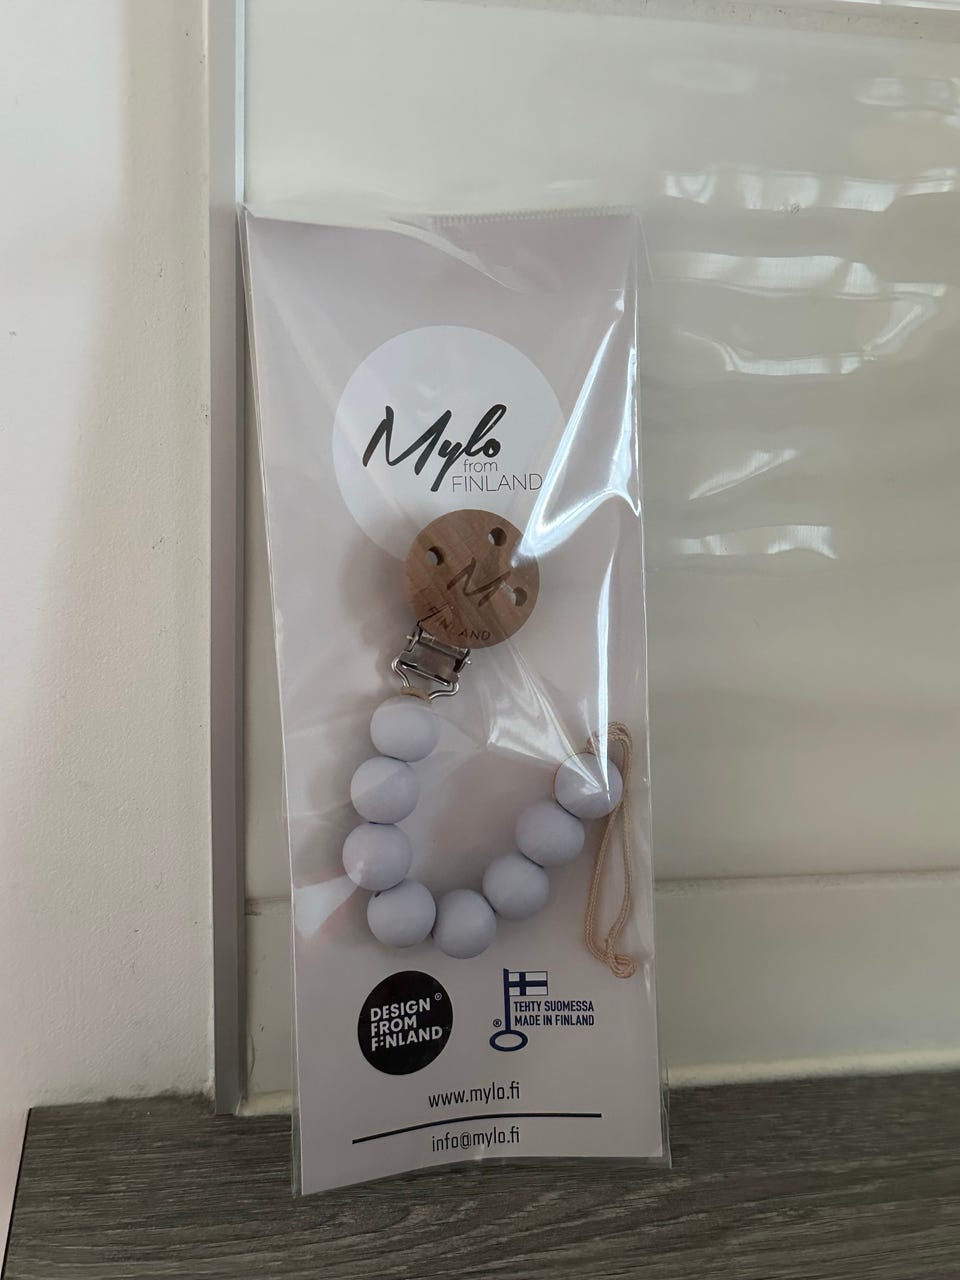 Mylo
from
FINLAND
M
FINLAND
DESIGN ®
FROM
FINLAND
® TEHTY SUOMESSA
MADE IN FINLAND
www.mylo.fi
info@mylo.fi